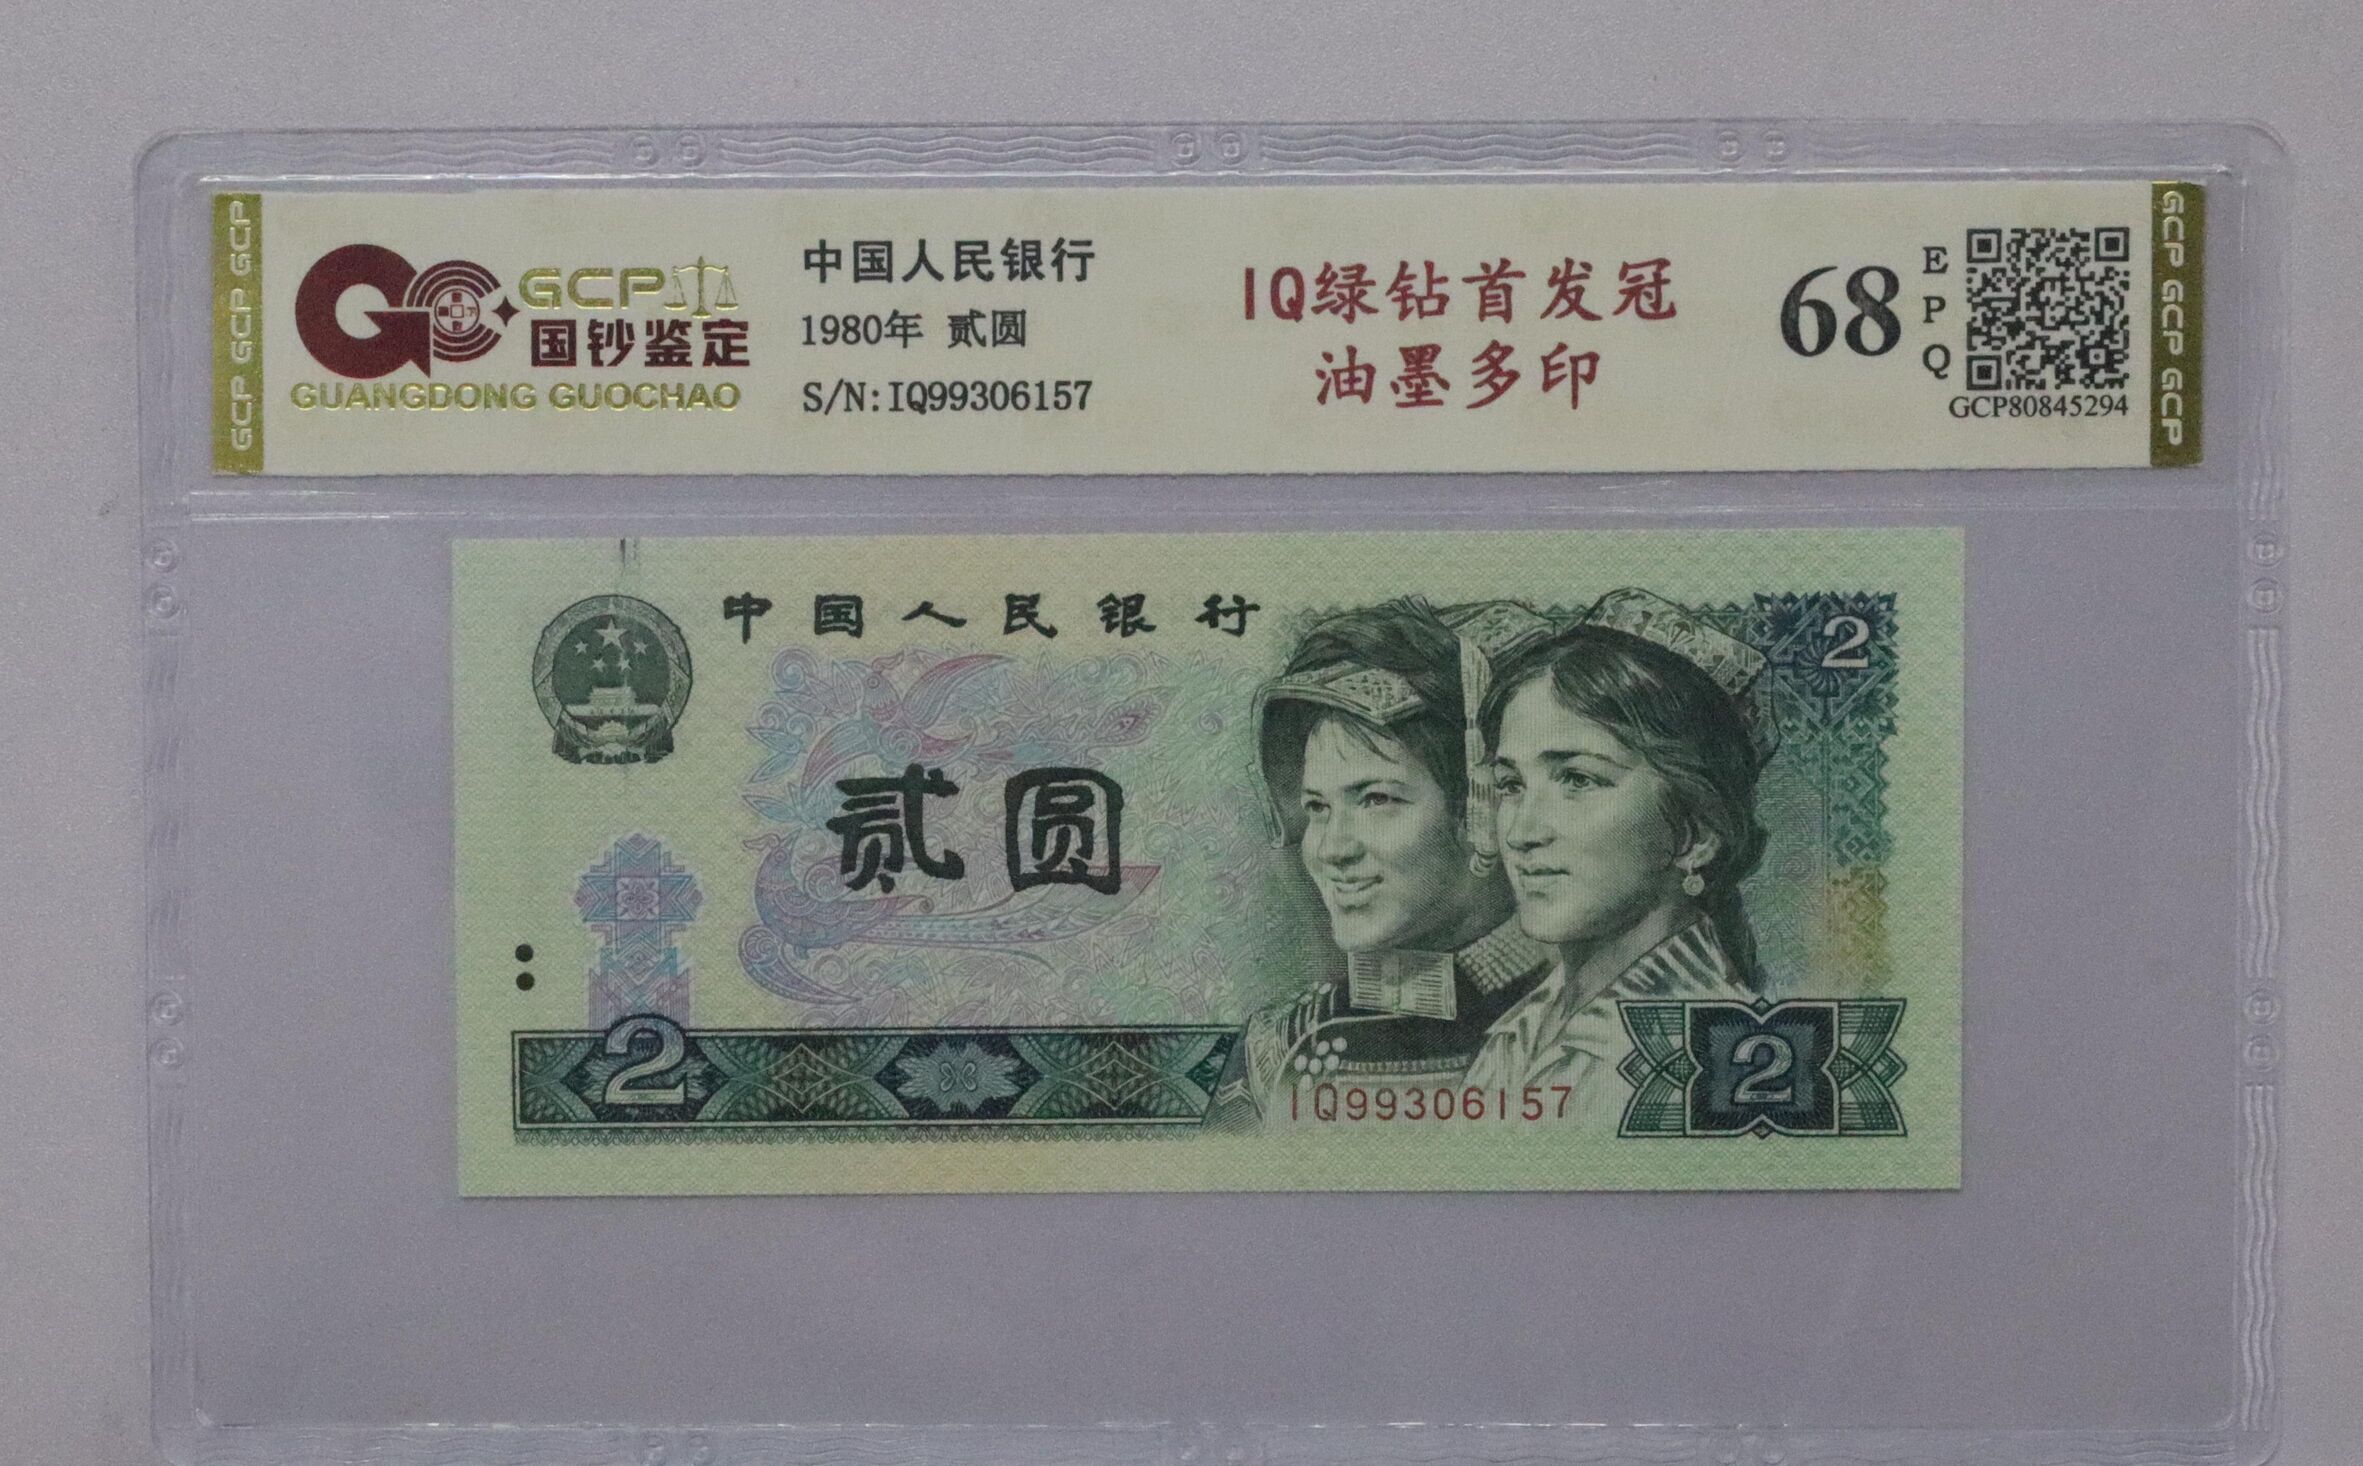 GCP GCP GCP
GCP
国钞鉴定
GUANGDONG GUOCHAO
中国人民银行
1980年 贰圆
S/N:IQ99306157
IQ绿钻首发冠
油墨多印
68
E
P
Q
GCP80845294
GCP GCP GCP
中国人民银行
2
贰圆
2
IQ99306157
2